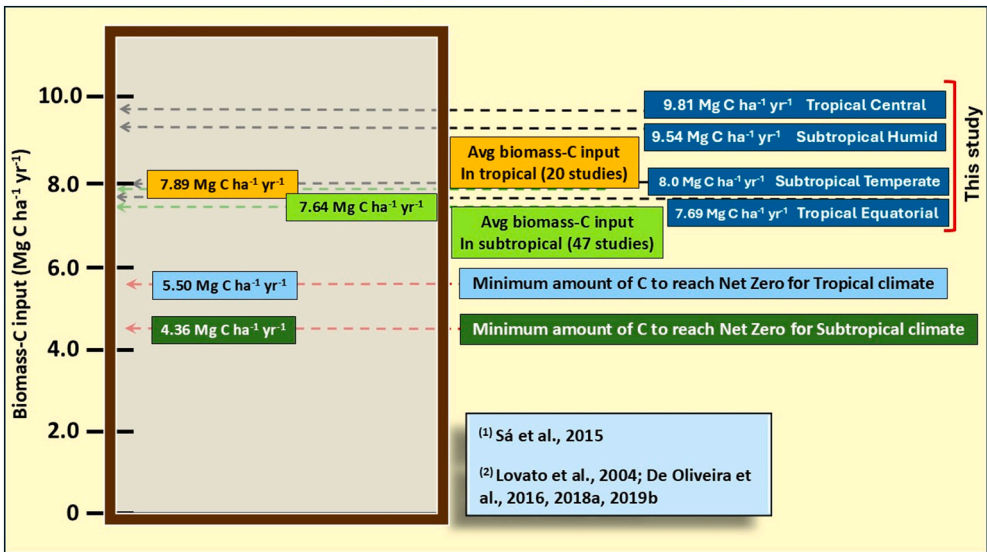 Biomass-C input (Mg C ha⁻¹ yr⁻¹)
10.0
8.0
6.0
4.0
2.0
0
9.81 Mg C ha⁻¹ yr⁻¹ Tropical Central
9.54 Mg C ha⁻¹ yr⁻¹ Subtropical Humid
8.0 Mg C ha⁻¹ yr⁻¹ Subtropical Temperate
7.69 Mg C ha⁻¹ yr⁻¹ Tropical Equatorial
This study
Avg biomass-C input
In tropical (20 studies)
7.89 Mg C ha⁻¹ yr⁻¹
7.64 Mg C ha⁻¹ yr⁻¹
Avg biomass-C input
In subtropical (47 studies)
5.50 Mg C ha⁻¹ yr⁻¹
Minimum amount of C to reach Net Zero for Tropical climate
4.36 Mg C ha⁻¹ yr⁻¹
Minimum amount of C to reach Net Zero for Subtropical climate
(1) Sá et al., 2015
(2) Lovato et al., 2004; De Oliveira et
al., 2016, 2018a, 2019b